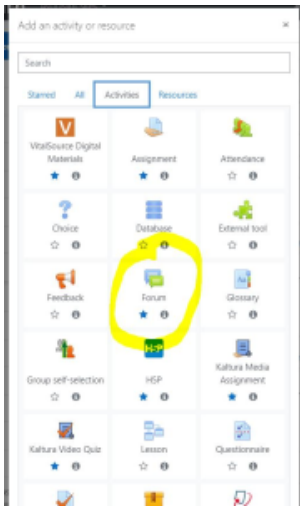 Add an activity or resource ×
Search
Starred All Activities Resources
VitalSource Digital
Materials
Assignment
Attendance
Choice
Database
External tool
Feedback
Forum
Glossary
Group self-selection
H5P
Kaltura Media
Assignment
Kaltura Video Quiz
Lesson
Questionnaire